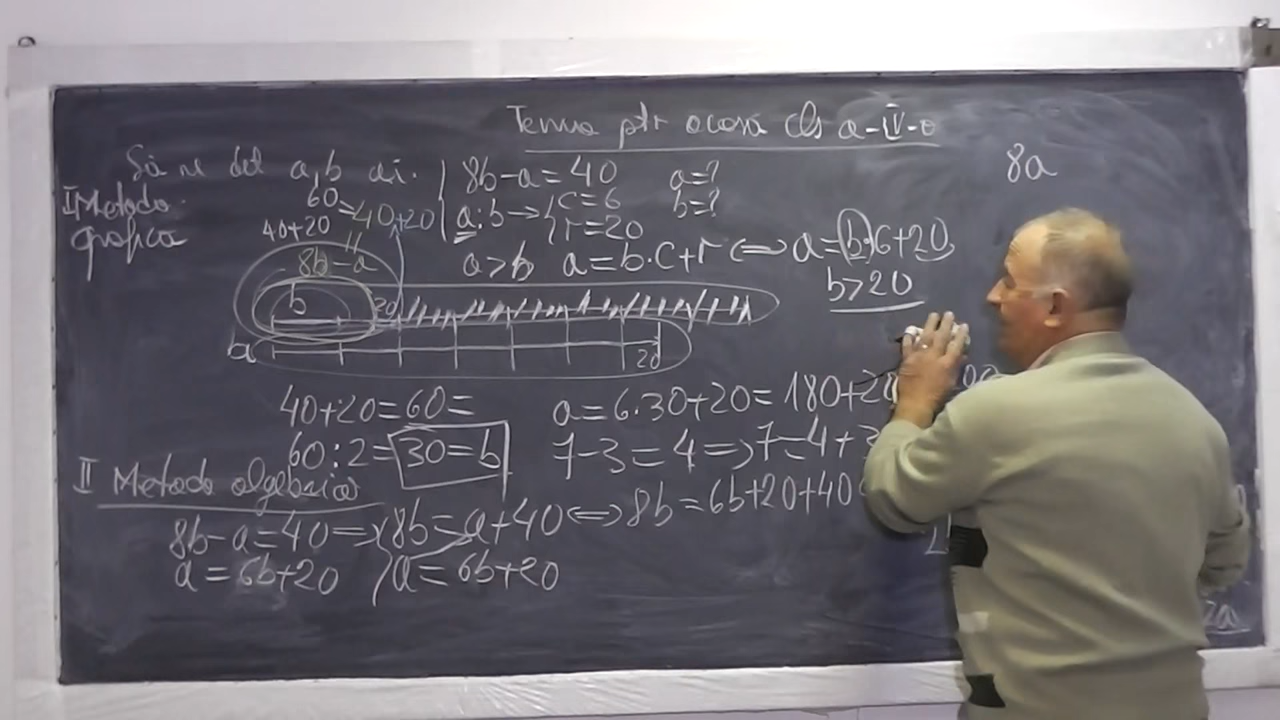 Tema ptr acasă cls a-IV-a
Să se det a,b aî. 8b-a=40 a=?
a:b→ c=6 b=?
r=20
8a
I Metoda
grafică
60=40+20
40+20
8b-a
a>b a=b·c+r ⟺ a=b·6+20,
b>20
b 20
a 20
40+20=60= a=6·30+20=180+20
60:2=30=b 7-3=4⇒7=4+3
II Metoda algebrică
8b-a=40⇒ 8b=a+40⟺8b=6b+20+40
a=6b+20 a=6b+20